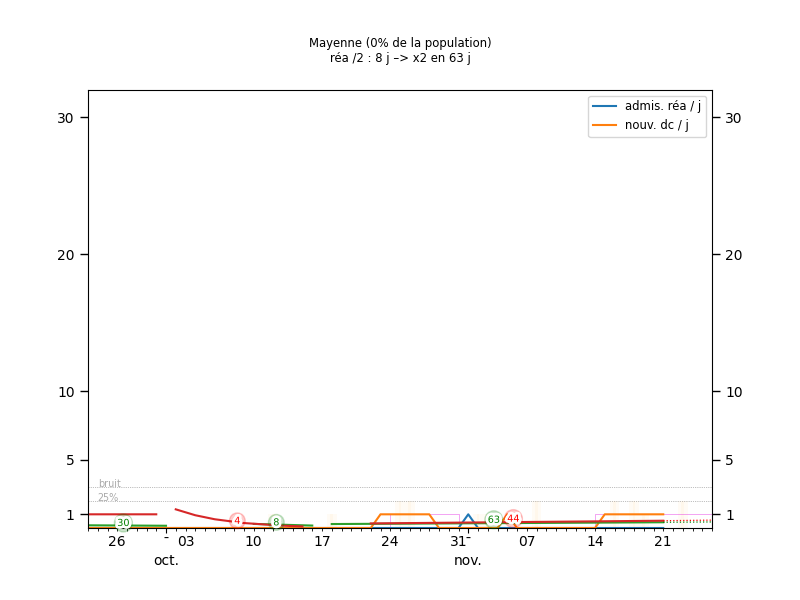 Mayenne (0% de la population)
réa /2 : 8 j –> x2 en 63 j
admis. réa / j
nouv. dc / j
30 30
20 20
10 10
5 5
bruit
25%
1 30 4 8 63 44 1
26 - 03 10 17 24 31- 07 14 21
oct. nov.